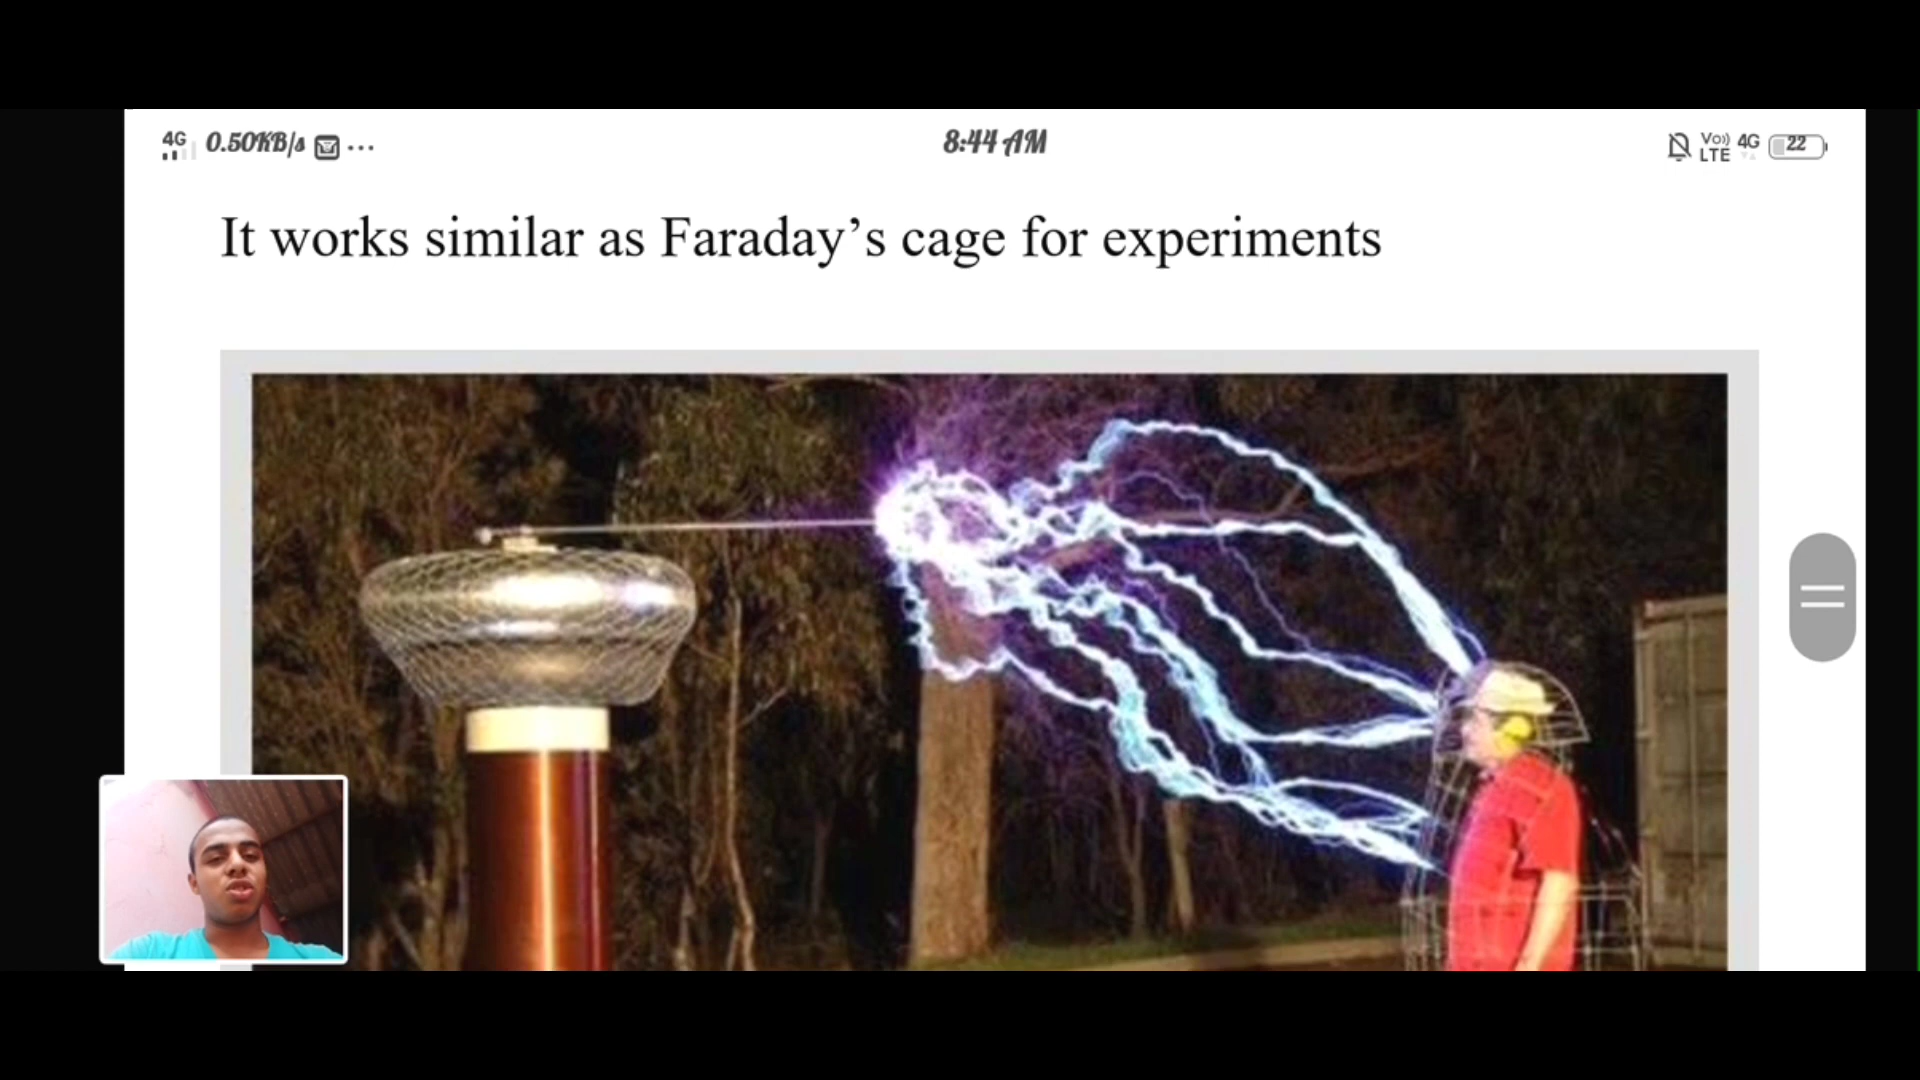 4G 0.50KB/s ... 8:44 AM Vo)) LTE 4G 22
It works similar as Faraday’s cage for experiments